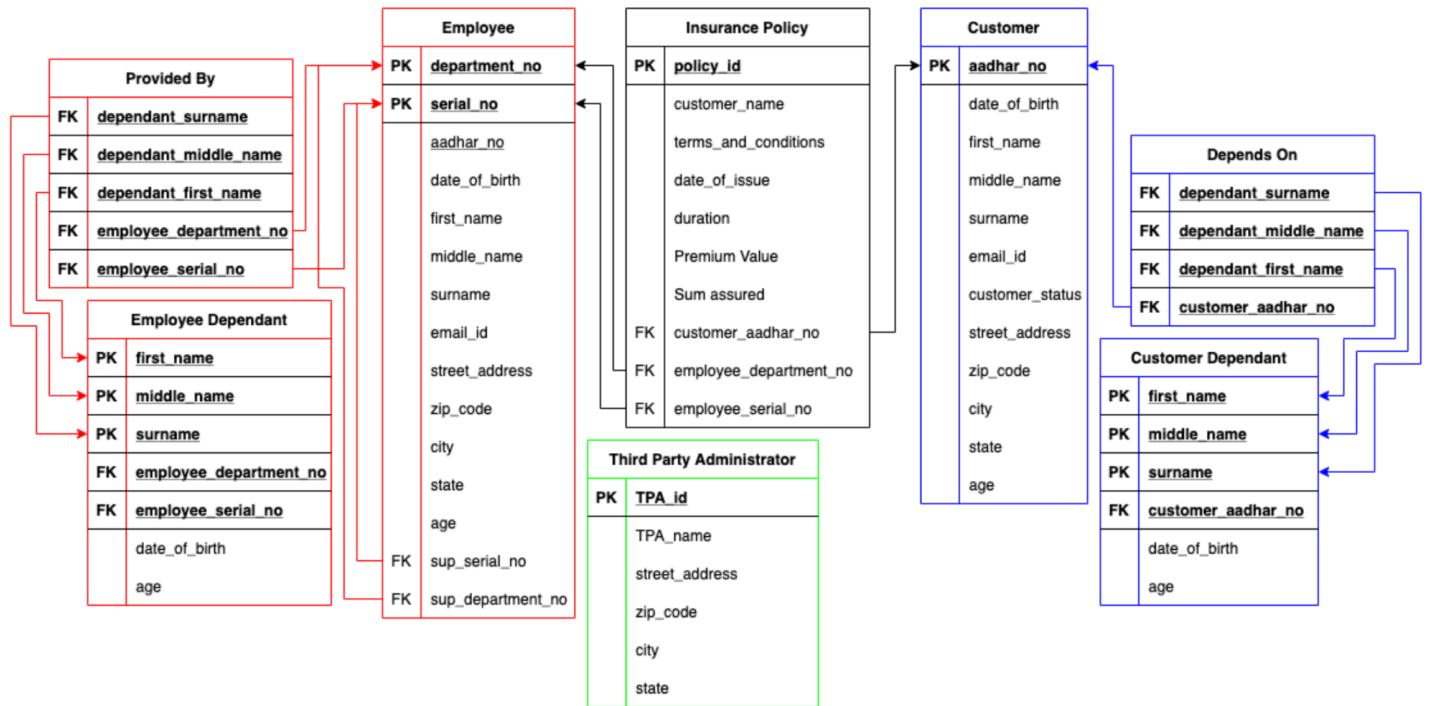 Provided By
FK dependant_surname
FK dependant_middle_name
FK dependant_first_name
FK employee_department_no
FK employee_serial_no
Employee Dependant
PK first_name
PK middle_name
PK surname
FK employee_department_no
FK employee_serial_no
date_of_birth
age
Employee
PK department_no
PK serial_no
aadhar_no
date_of_birth
first_name
middle_name
surname
email_id
street_address
zip_code
city
state
age
FK sup_serial_no
FK sup_department_no
Insurance Policy
PK policy_id
customer_name
terms_and_conditions
date_of_issue
duration
Premium Value
Sum assured
FK customer_aadhar_no
FK employee_department_no
FK employee_serial_no
Third Party Administrator
PK TPA_id
TPA_name
street_address
zip_code
city
state
Customer
PK aadhar_no
date_of_birth
first_name
middle_name
surname
email_id
customer_status
street_address
zip_code
city
state
age
Depends On
FK dependant_surname
FK dependant_middle_name
FK dependant_first_name
FK customer_aadhar_no
Customer Dependant
PK first_name
PK middle_name
PK surname
FK customer_aadhar_no
date_of_birth
age